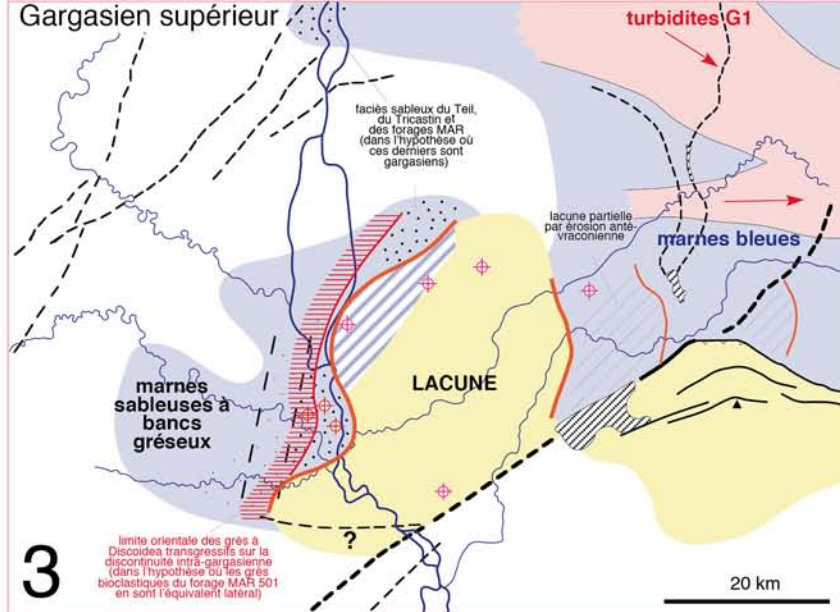 Gargasien supérieur
turbidites G1
faciès sableux du Teil,
du Tricastin et
des forages MAR
(dans l'hypothèse où
ces derniers sont
gargasiens)
lacune partielle
par érosion anté-
vraconienne
marnes bleues
LACUNE
marnes
sableuses à
bancs
gréseux
?
limite orientale des grès à
Discoidea transgressifs sur la
discontinuité intra-gargasienne
(dans l'hypothèse où les grès
bioclastiques du forage MAR 501
en sont l'équivalent latéral)
3
20 km